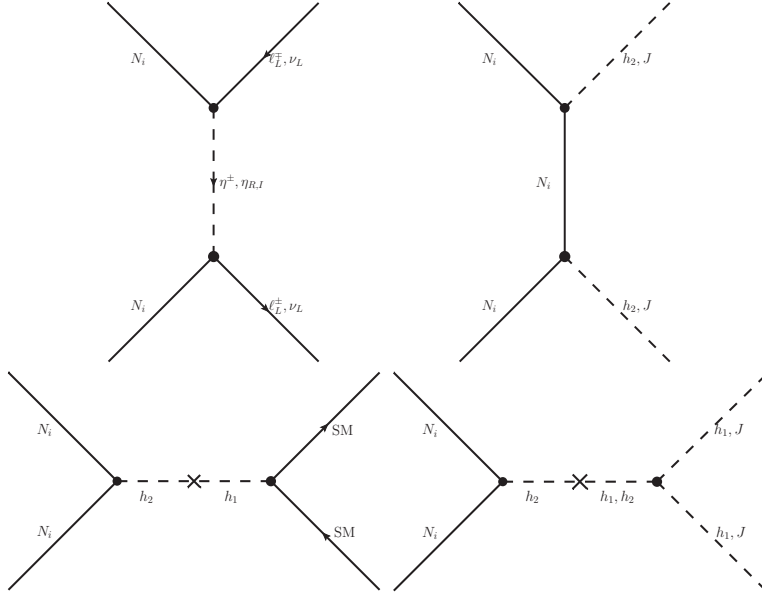 N_i
ℓ_L^∓, ν_L
η^±, η_{R,I}
N_i
ℓ_L^±, ν_L
N_i
h_2, J
N_i
N_i
h_2, J
N_i
h_2
h_1
N_i
SM
SM
N_i
h_2
h_1, h_2
N_i
h_1, J
h_1, J